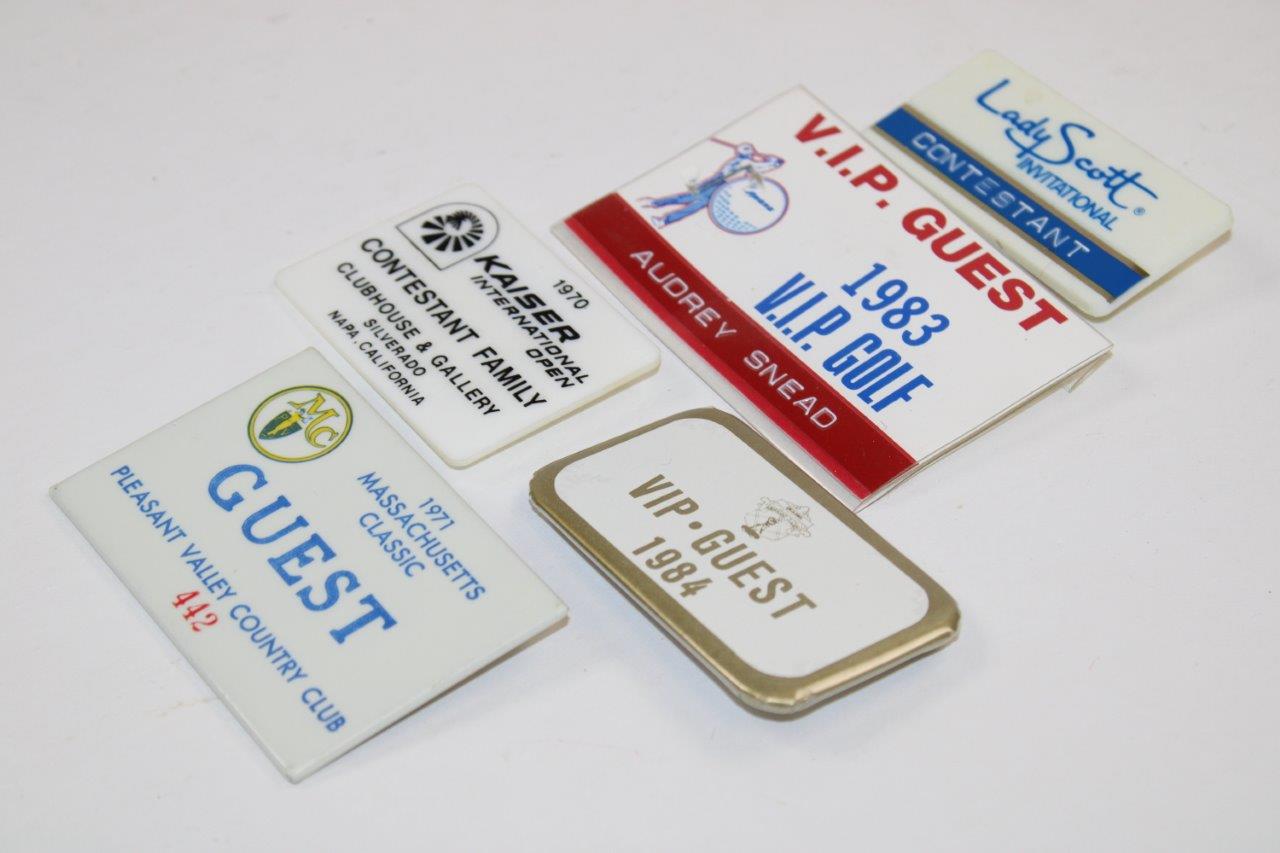 Lady Scott
INVITATIONAL ®
CONTESTANT
V.I.P. GUEST
1983
V.I.P. GOLF
AUDREY SNEAD
1970
KAISER
INTERNATIONAL
OPEN
CONTESTANT FAMILY
CLUBHOUSE & GALLERY
SILVERADO
NAPA, CALIFORNIA
MC
1971
MASSACHUSETTS
CLASSIC
GUEST
PLEASANT VALLEY COUNTRY CLUB
442
VIP·GUEST
1984